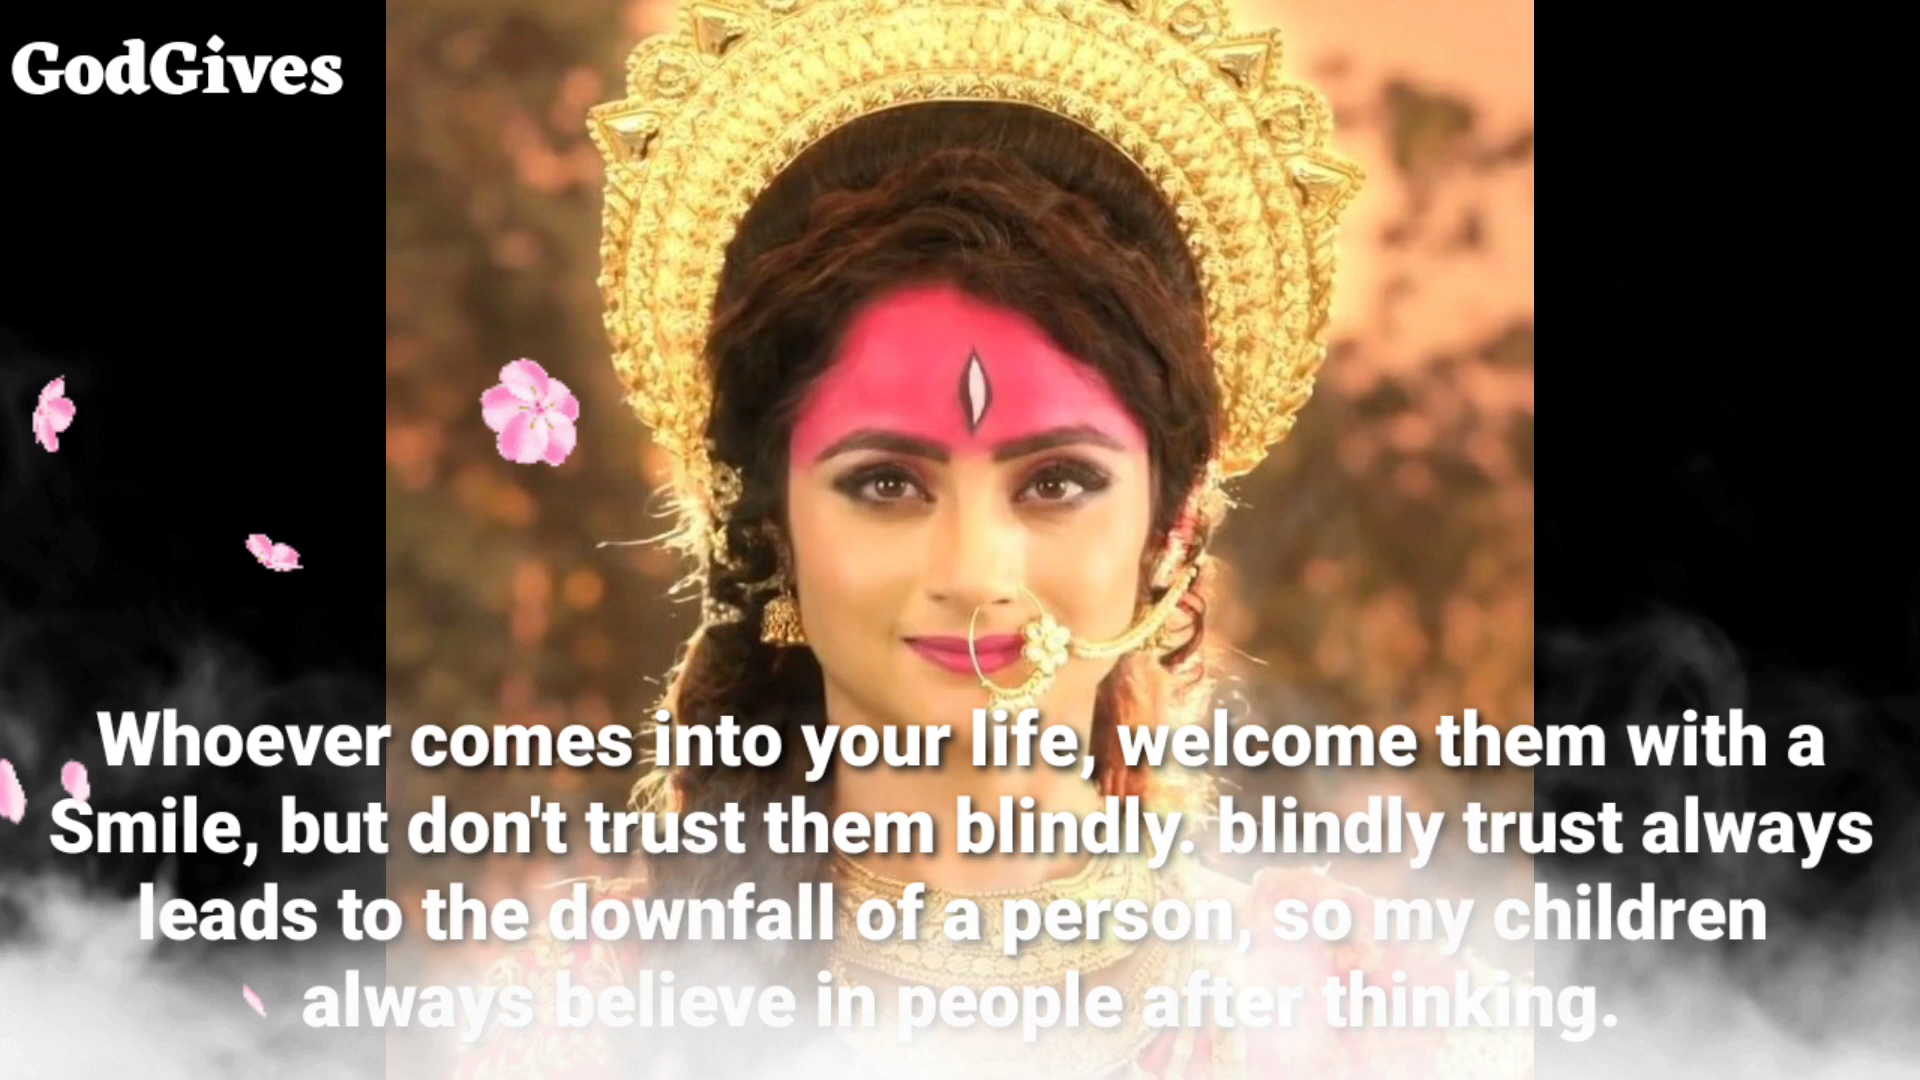 GodGives
Whoever comes into your life, welcome them with a
Smile, but don't trust them blindly. blindly trust always
leads to the downfall of a person, so my children
always believe in people after thinking.